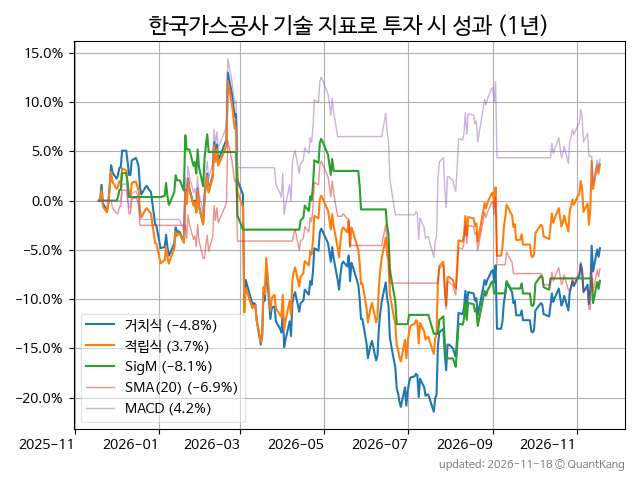 한국가스공사 기술 지표로 투자 시 성과 (1년)
15.0%
10.0%
5.0%
0.0%
−5.0%
−10.0%
−15.0%
−20.0%
거치식 (−4.8%)
적립식 (3.7%)
SigM (−8.1%)
SMA(20) (−6.9%)
MACD (4.2%)
2025-11 2026-01 2026-03 2026-05 2026-07 2026-09 2026-11
updated: 2026-11-18 © QuantKang